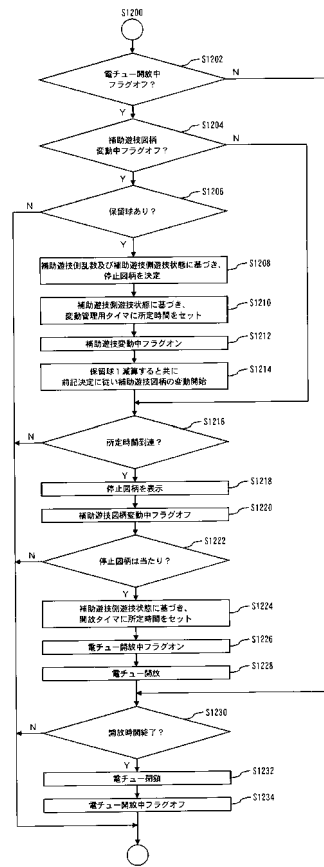 S1200
S1202
電チュー開放中
フラグオフ？
N
Y
S1204
補助遊技図柄
変動中フラグオフ？
N
Y
S1206
保留球あり？
N
Y
S1208
補助遊技側乱数及び補助遊技側遊技状態に基づき、
停止図柄を決定
S1210
補助遊技側遊技状態に基づき、
変動管理用タイマに所定時間をセット
S1212
補助遊技変動中フラグオン
S1214
保留球１減算すると共に
前記決定に従い補助遊技図柄の変動開始
S1216
所定時間到達？
N
Y
S1218
停止図柄を表示
S1220
補助遊技図柄変動中フラグオフ
S1222
停止図柄は当たり？
N
Y
S1224
補助遊技側遊技状態に基づき、
開放タイマに所定時間をセット
S1226
電チュー開放中フラグオン
S1228
電チュー開放
S1230
開放時間終了？
N
Y
S1232
電チュー閉鎖
S1234
電チュー開放中フラグオフ